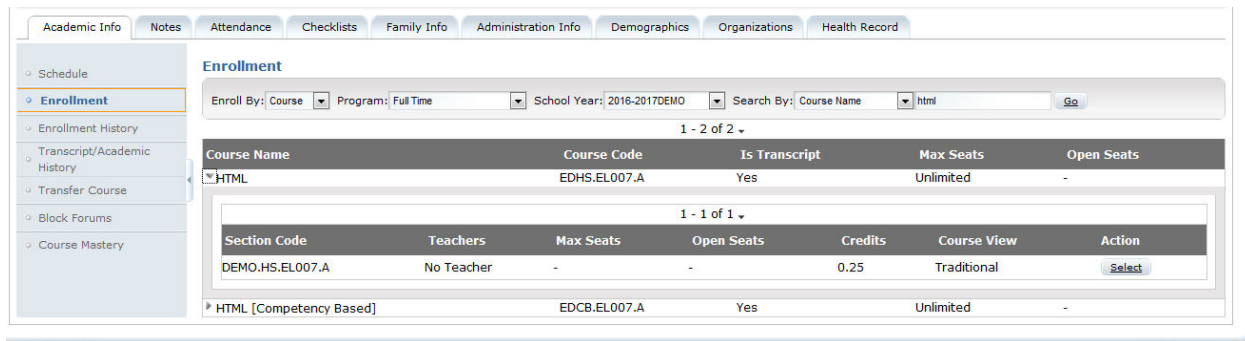 Academic Info Notes Attendance Checklists Family Info Administration Info Demographics Organizations Health Record
Schedule
Enrollment
Enrollment History
Transcript/Academic
History
Transfer Course
Block Forums
Course Mastery
Enrollment
Enroll By: Course Program: Full Time School Year: 2016-2017DEMO Search By: Course Name html Go
1 - 2 of 2
Course Name Course Code Is Transcript Max Seats Open Seats
HTML EDHS.EL007.A Yes Unlimited -
1 - 1 of 1
Section Code Teachers Max Seats Open Seats Credits Course View Action
DEMO.HS.EL007.A No Teacher - - 0.25 Traditional Select
HTML [Competency Based] EDCB.EL007.A Yes Unlimited -